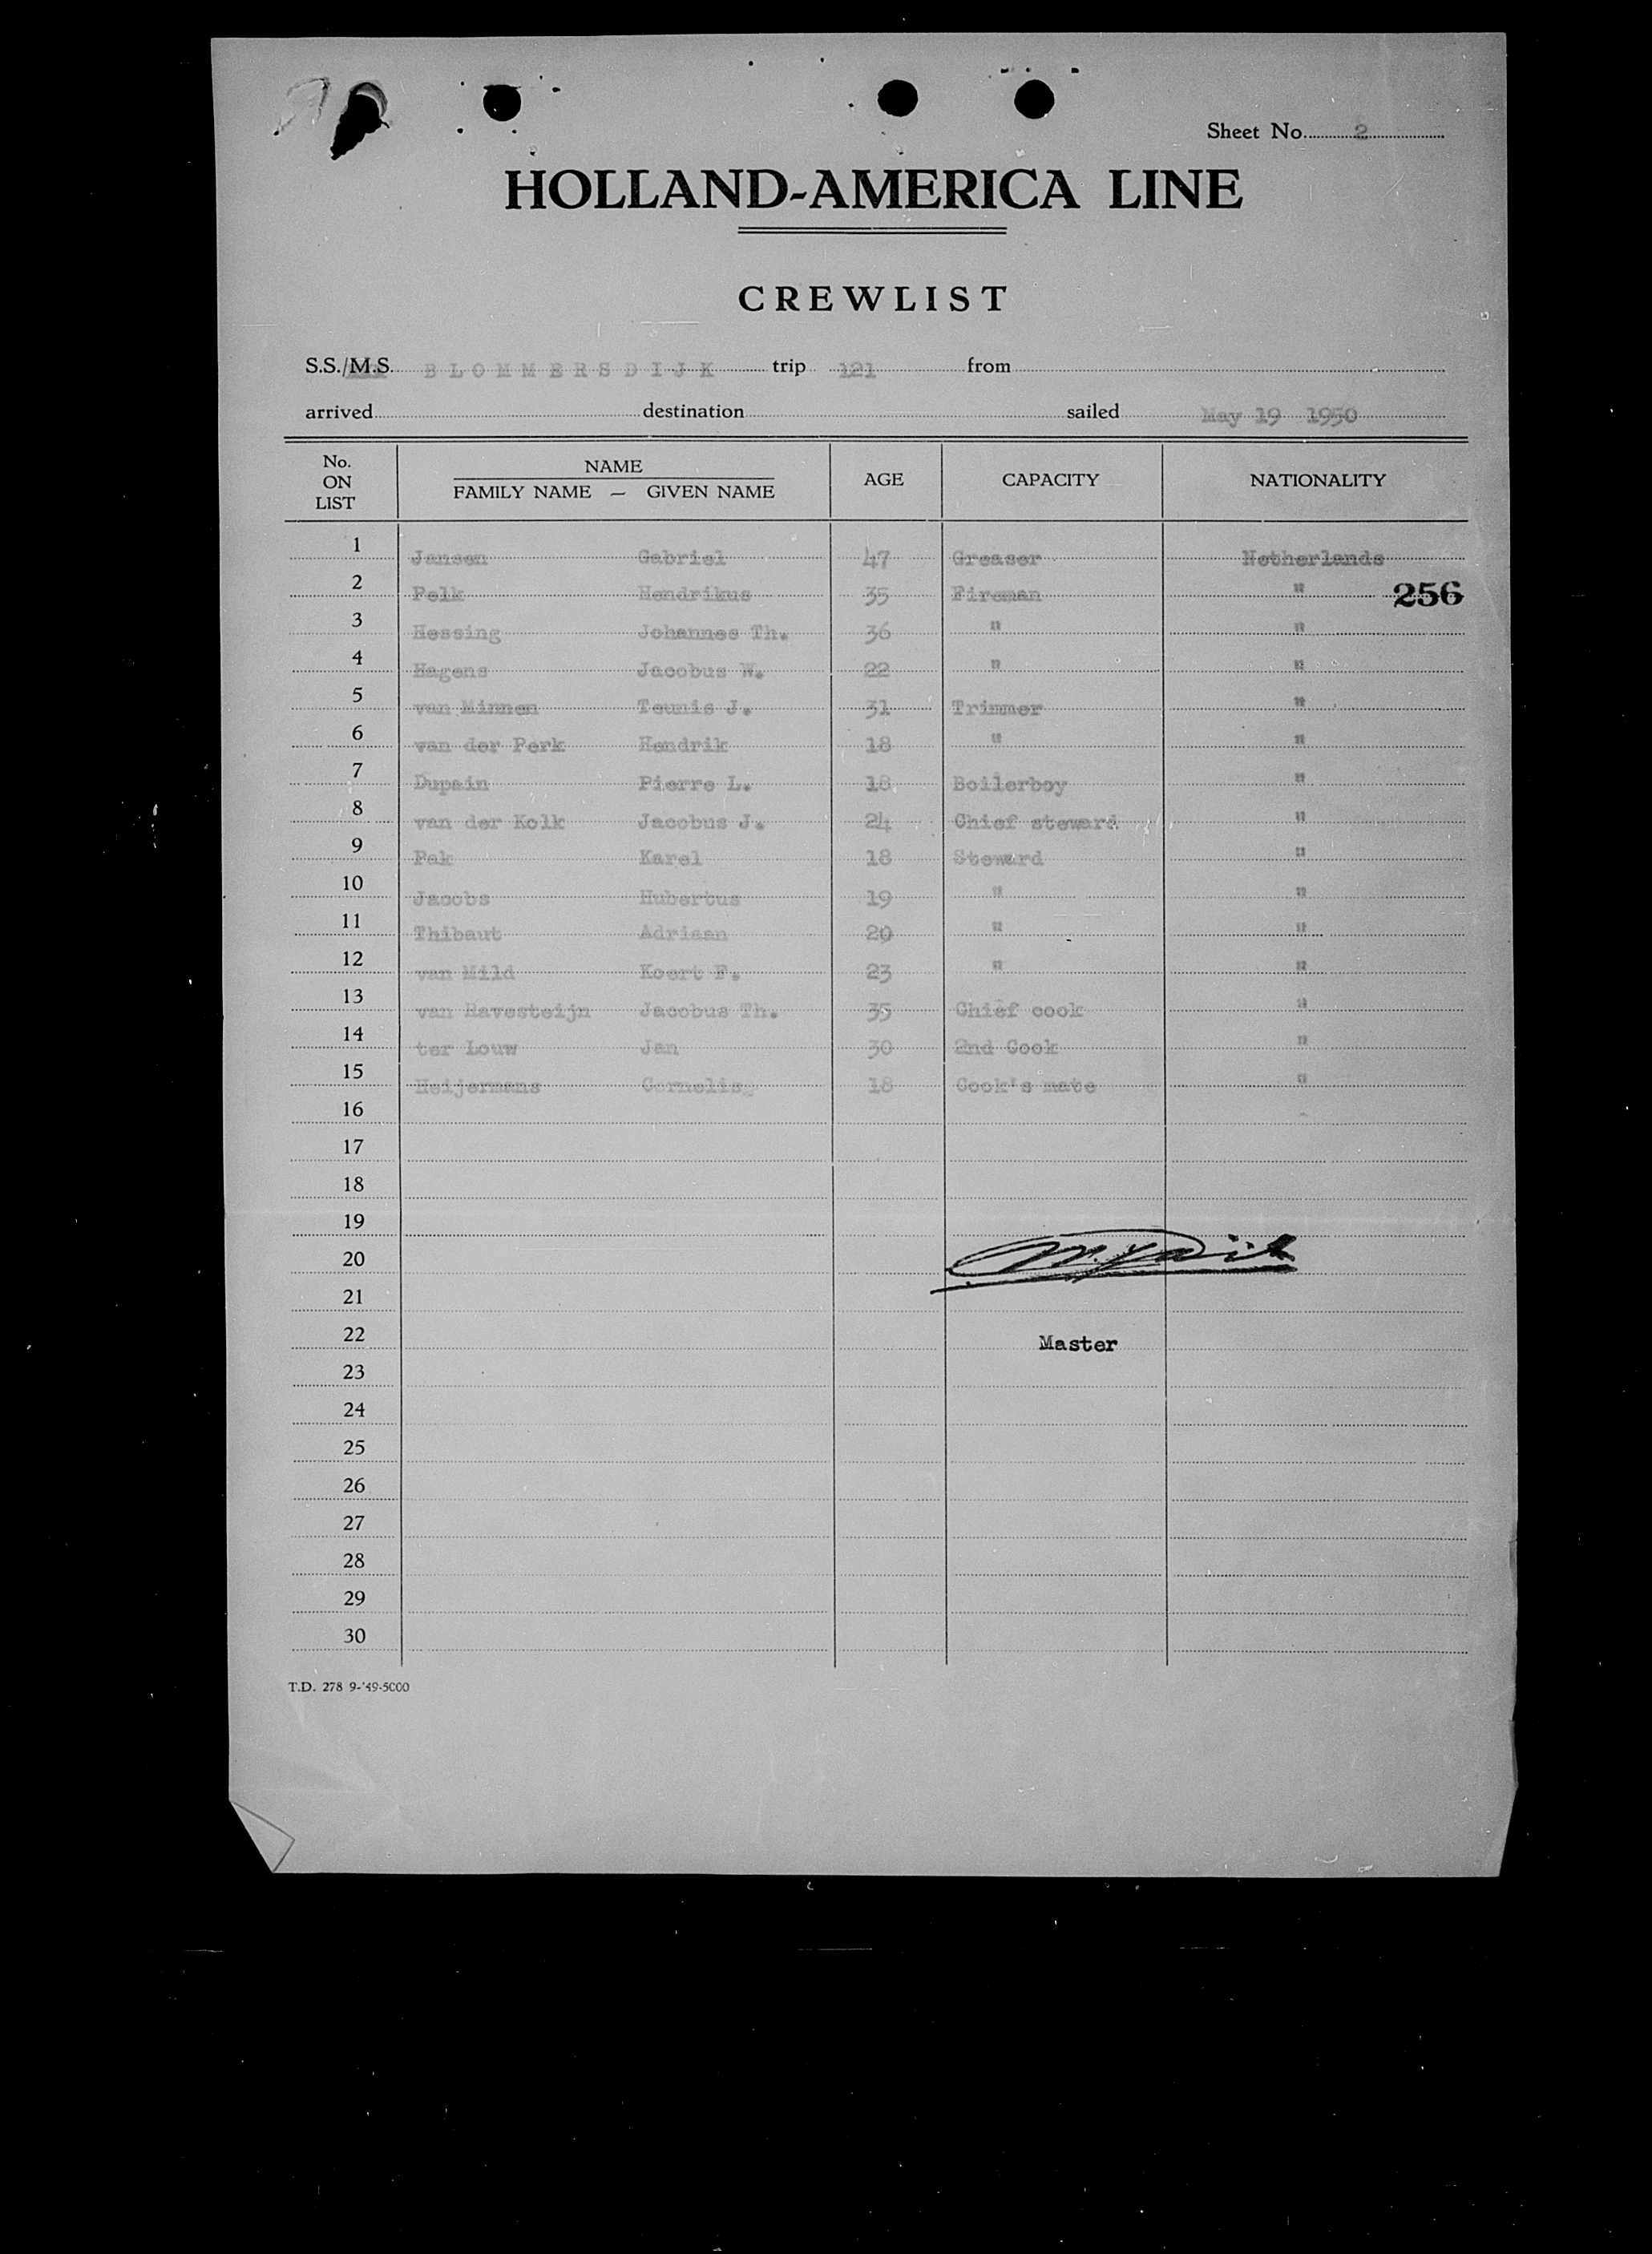 Sheet No. 2
HOLLAND-AMERICA LINE
CREWLIST
S.S./M.S. BLOMMERSDIJK trip 121 from
arrived destination sailed May 19 1950
No. ON LIST NAME FAMILY NAME — GIVEN NAME AGE CAPACITY NATIONALITY
1 Jansen Gabriel 47 Greaser Netherlands
2 Pelk Hendrikus 35 Fireman " 256
3 Hessing Johannes Th. 36 " "
4 Hagens Jacobus W. 22 " "
5 van Minnen Teunis J. 31 Trimmer "
6 van der Perk Hendrik 18 " "
7 Dupain Pierre L. 18 Boilerboy "
8 van der Kolk Jacobus J. 24 Chief steward "
9 Pak Karel 18 Steward "
10 Jacobs Hubertus 19 " "
11 Thibaut Adriaan 20 " "
12 van Mild Koert F. 23 " "
13 van Ravesteijn Jacobus Th. 35 Chief cook "
14 ter Louw Jan 30 2nd Cook "
15 Heijermans Cornelis 18 Cook's mate "
16
17
18
19
20
21
22 Master
23
24
25
26
27
28
29
30
T.D. 278 9-'49-5000